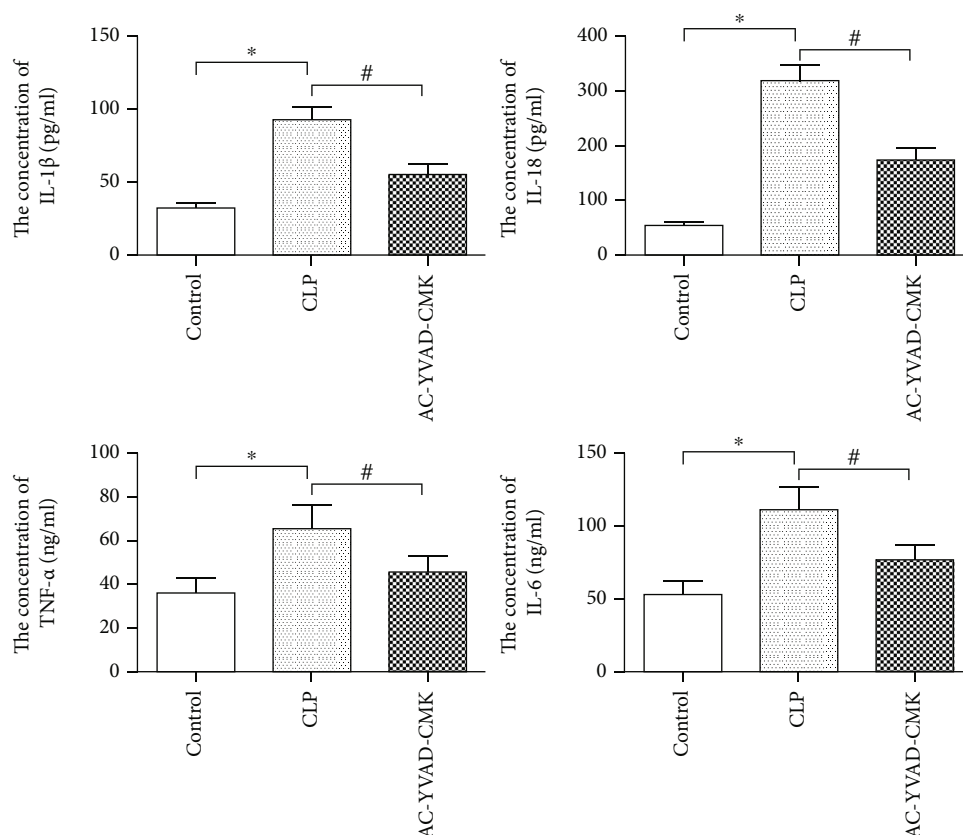 The concentration of
IL-1β (pg/ml)
150
100
50
0
*
#
Control
CLP
AC-YVAD-CMK
The concentration of
IL-18 (pg/ml)
400
300
200
100
0
*
#
Control
CLP
AC-YVAD-CMK
The concentration of
TNF-α (ng/ml)
100
80
60
40
20
0
*
#
Control
CLP
AC-YVAD-CMK
The concentration of
IL-6 (ng/ml)
150
100
50
0
*
#
Control
CLP
AC-YVAD-CMK